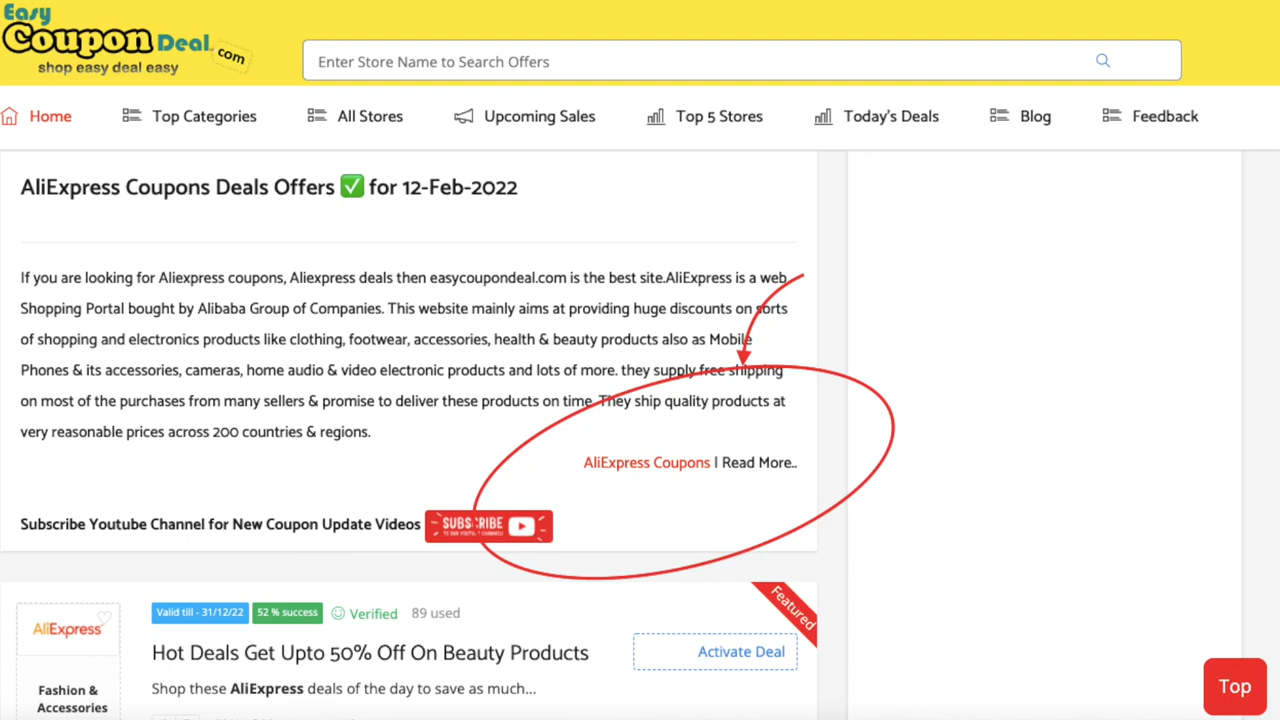 Easy
Coupon Deal.com
shop easy deal easy
Enter Store Name to Search Offers
Home Top Categories All Stores Upcoming Sales Top 5 Stores Today's Deals Blog Feedback
AliExpress Coupons Deals Offers ✅ for 12-Feb-2022
If you are looking for Aliexpress coupons, Aliexpress deals then easycoupondeal.com is the best site.AliExpress is a web
Shopping Portal bought by Alibaba Group of Companies. This website mainly aims at providing huge discounts on sorts
of shopping and electronics products like clothing, footwear, accessories, health & beauty products also as Mobile
Phones & its accessories, cameras, home audio & video electronic products and lots of more. they supply free shipping
on most of the purchases from many sellers & promise to deliver these products on time. They ship quality products at
very reasonable prices across 200 countries & regions.
AliExpress Coupons | Read More..
Subscribe Youtube Channel for New Coupon Update Videos SUBSCRIBE
Valid till - 31/12/22 52 % success Verified 89 used
Featured
AliExpress
Hot Deals Get Upto 50% Off On Beauty Products
Activate Deal
Shop these AliExpress deals of the day to save as much...
Fashion &
Accessories
Top